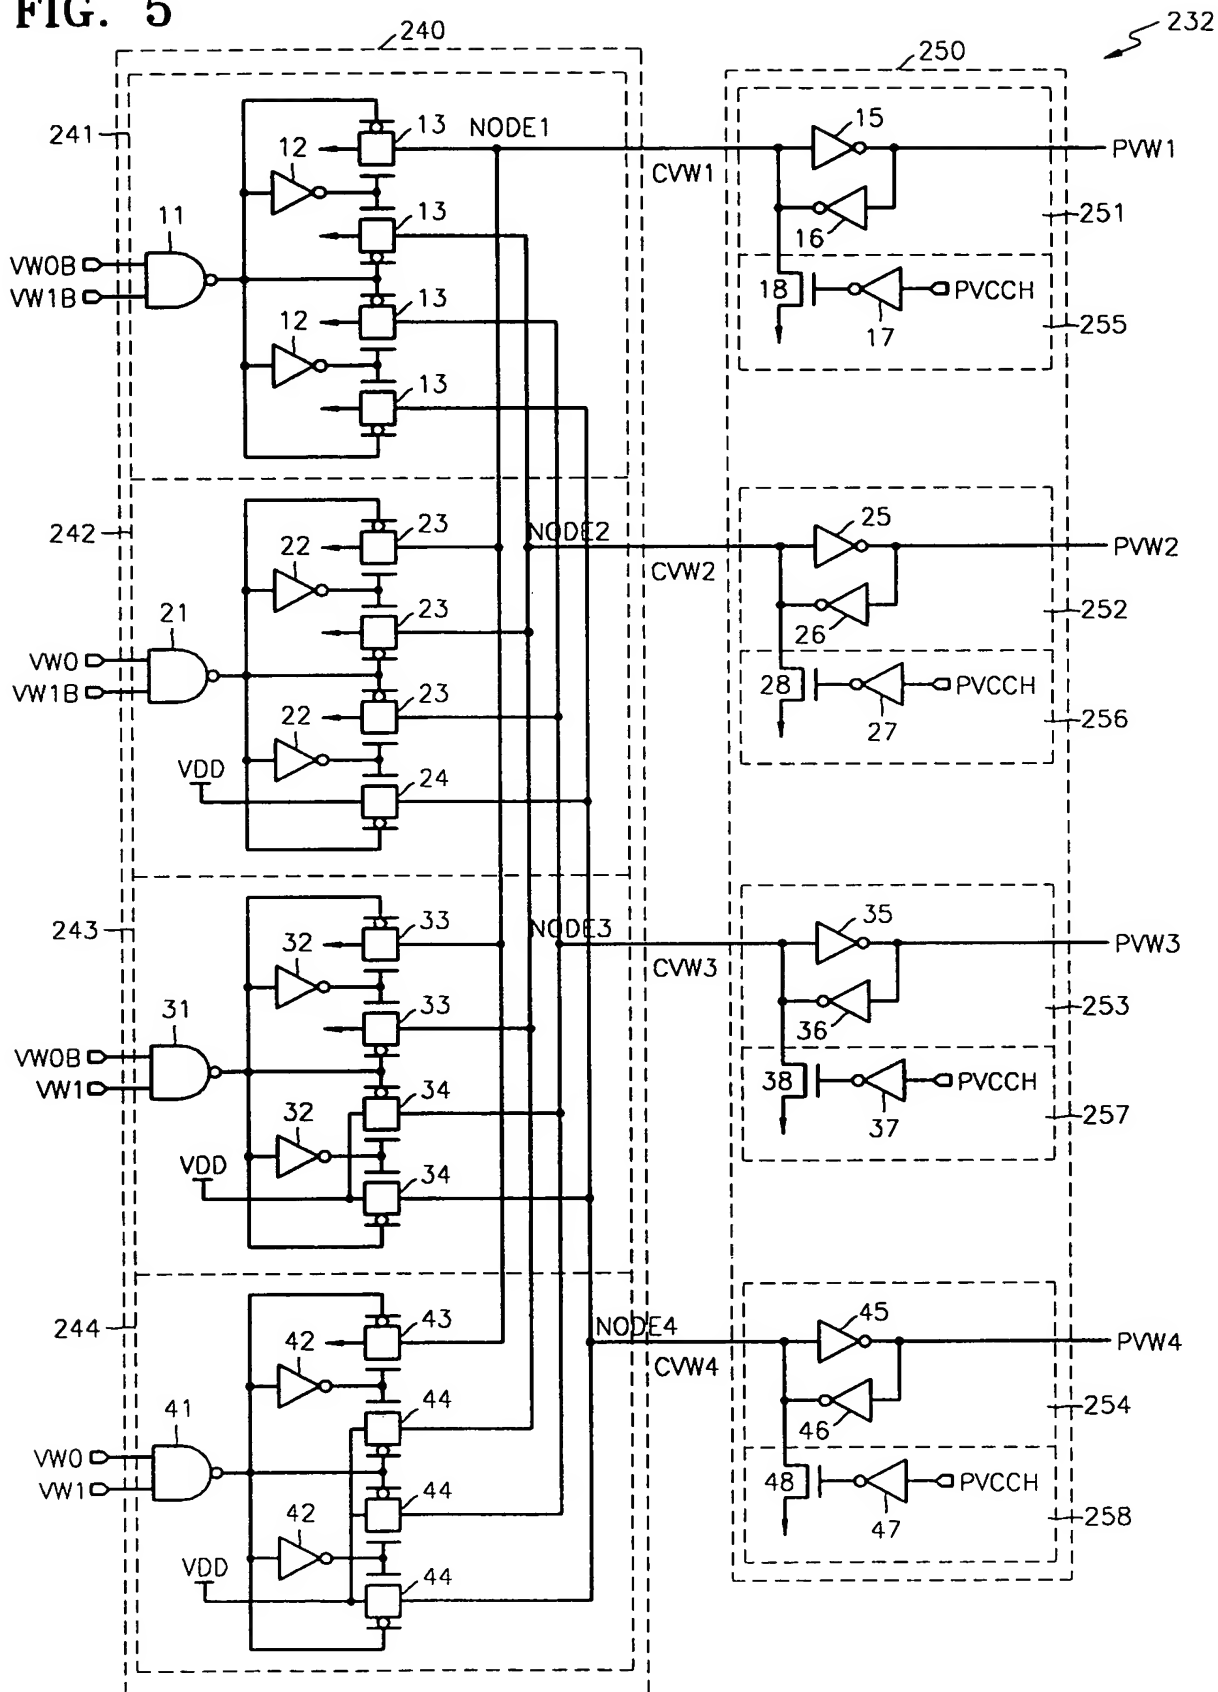 FIG. 5
232
240
250
241
13
NODE1
15
PVW1
12
CVW1
11
13
16
251
VW0B
VW1B
13
18
PVCCH
12
17
255
13
242
23
NODE2
25
PVW2
22
CVW2
21
23
26
252
VW0
VW1B
23
28
PVCCH
22
27
256
VDD
24
243
33
NODE3
35
PVW3
32
CVW3
31
33
36
253
VW0B
VW1
34
38
PVCCH
32
37
257
VDD
34
244
43
NODE4
45
PVW4
42
CVW4
41
44
46
254
VW0
VW1
44
48
PVCCH
42
47
258
VDD
44